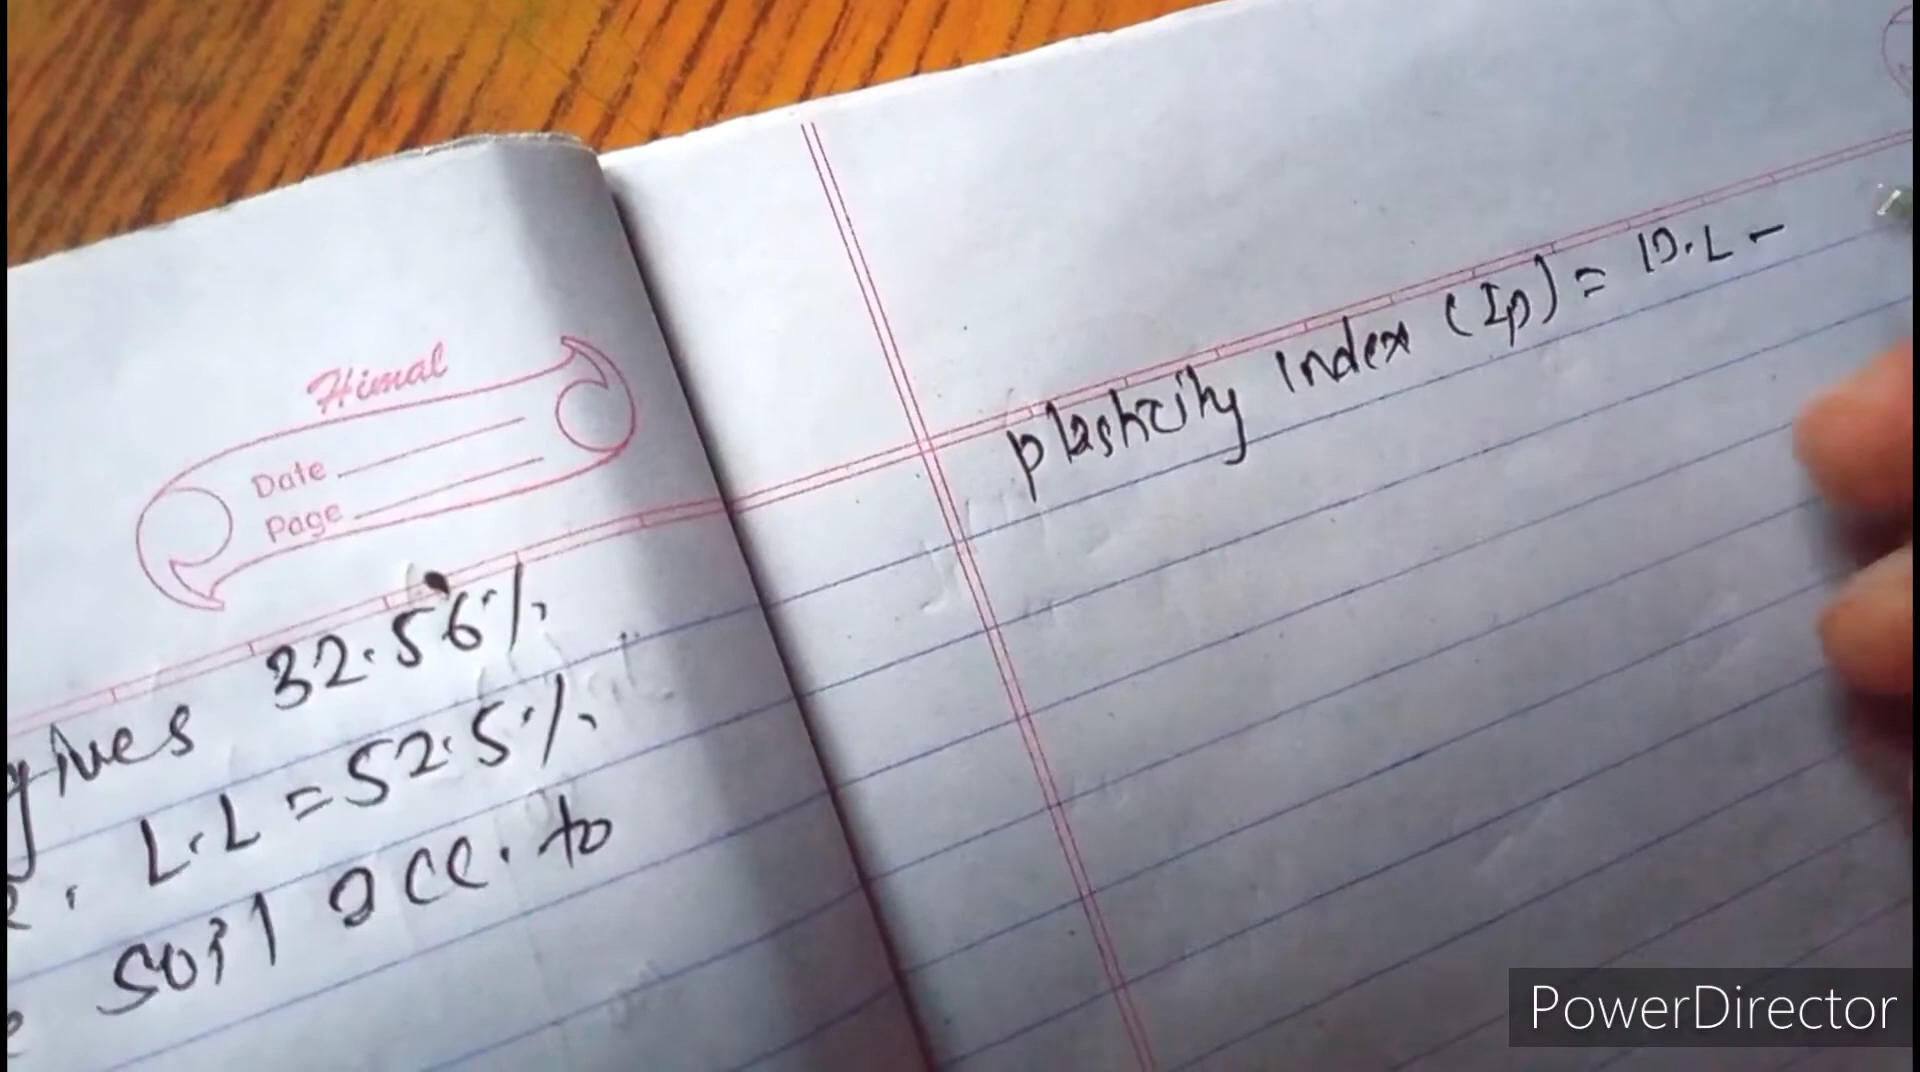 Himal
Date
Page
gives 32.56%
L.L = 52.5%
soil acc. to
plasticity index (Ip) = P.L -
PowerDirector